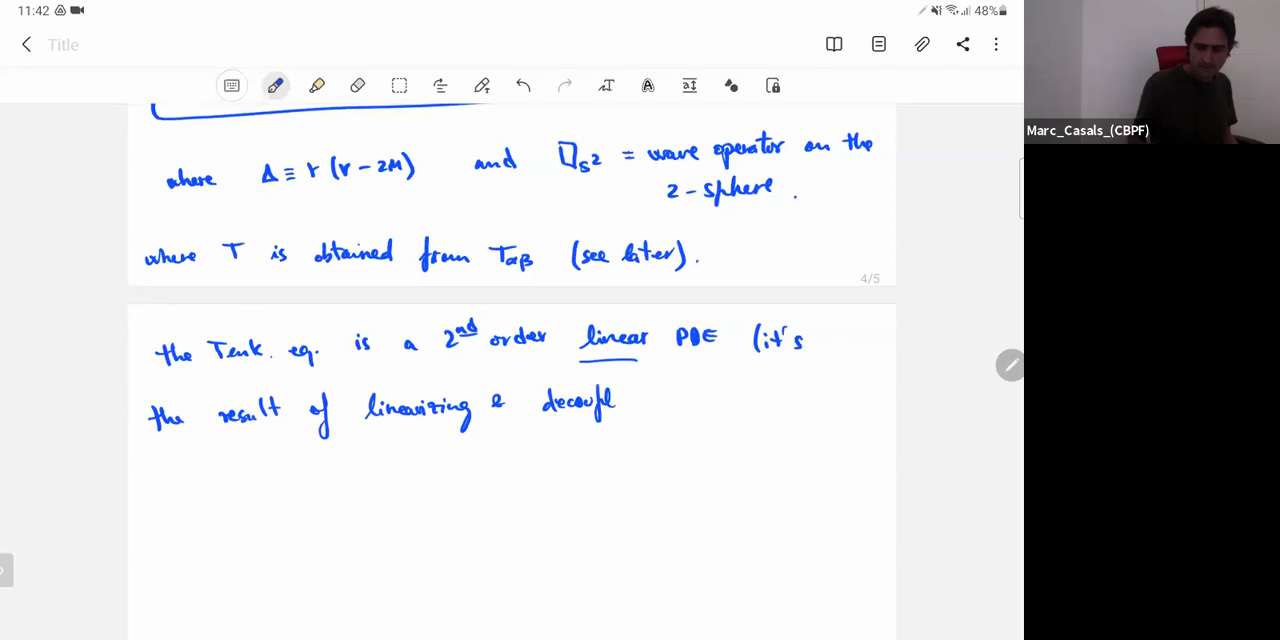 11:42
48%
Title
Marc_Casals_(CBPF)
where Δ ≡ r (r – 2M) and □_{S²} = wave operator on the
2 - sphere .
where T is obtained from T_{αβ} (see later).
4/5
the Teuk. eq. is a 2nd order linear PDE (it's
the result of linearizing & decoupl